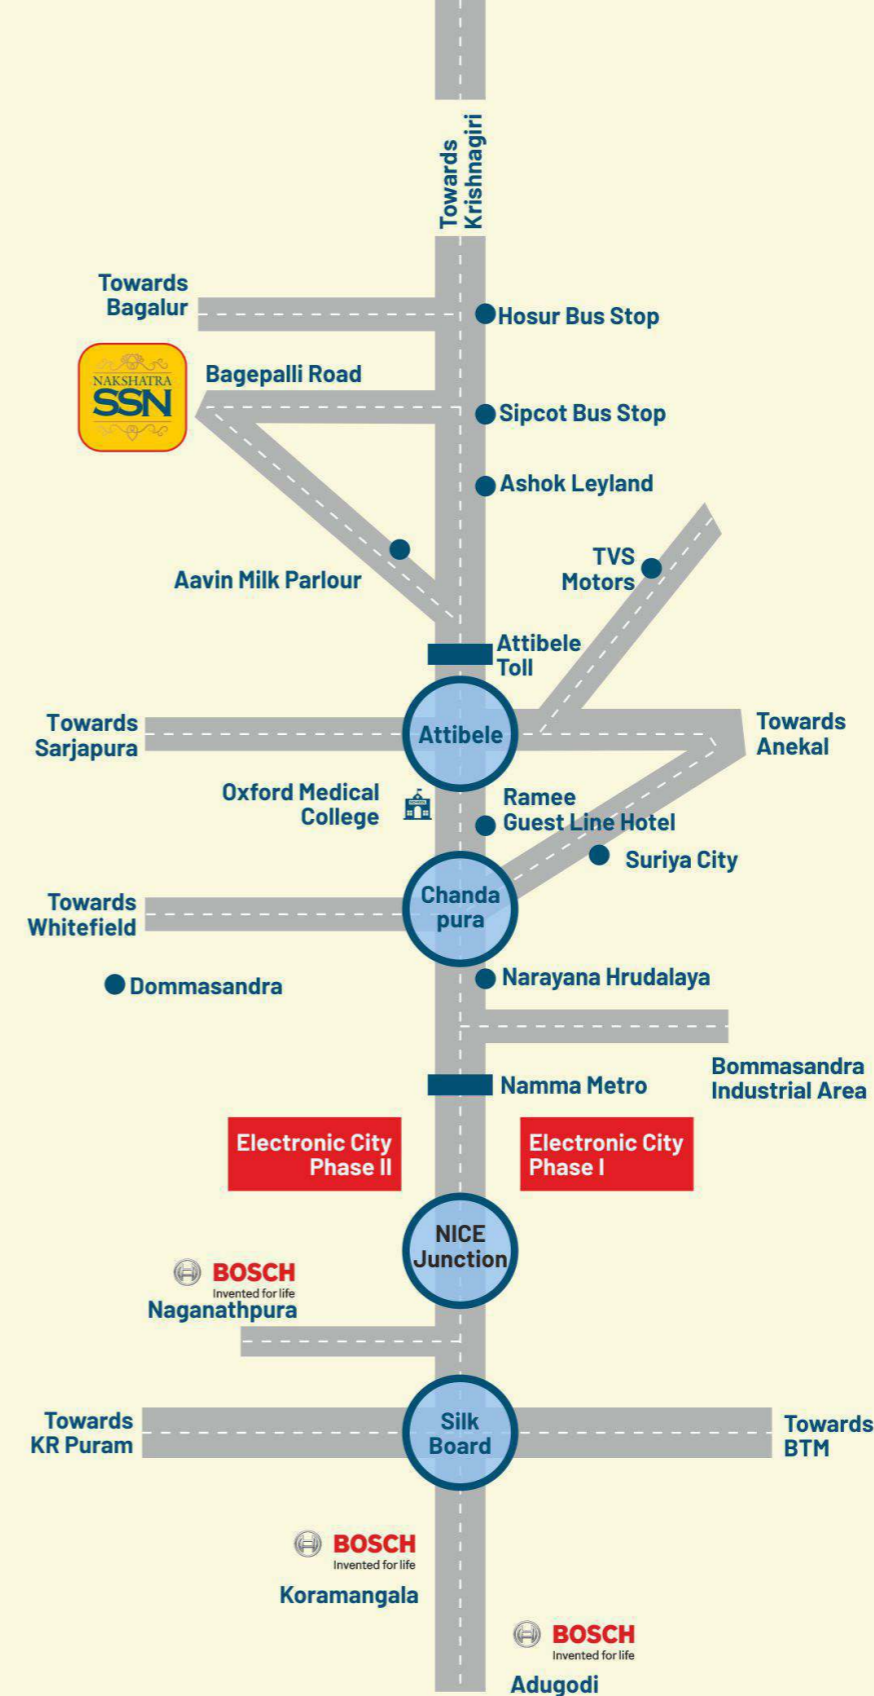 Towards
Krishnagiri
Towards
Bagalur
Hosur Bus Stop
NAKSHATRA
SSN
Bagepalli Road
Sipcot Bus Stop
Ashok Leyland
Aavin Milk Parlour
TVS
Motors
Attibele
Toll
Towards
Sarjapura
Attibele
Towards
Anekal
Oxford Medical
College
Ramee
Guest Line Hotel
Suriya City
Towards
Whitefield
Chanda
pura
Dommasandra
Narayana Hrudalaya
Bommasandra
Industrial Area
Namma Metro
Electronic City
Phase II
Electronic City
Phase I
NICE
Junction
BOSCH
Invented for life
Naganathpura
Towards
KR Puram
Silk
Board
Towards
BTM
BOSCH
Invented for life
Koramangala
BOSCH
Invented for life
Adugodi